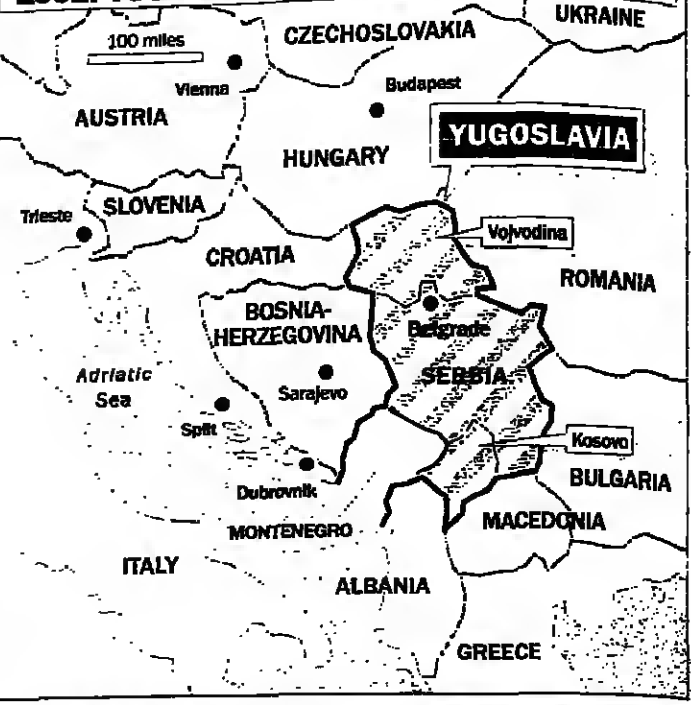 UKRAINE
CZECHOSLOVAKIA
100 miles
Vienna
Budapest
AUSTRIA
YUGOSLAVIA
HUNGARY
SLOVENIA
Trieste
Vojvodina
CROATIA
ROMANIA
BOSNIA-
HERZEGOVINA
Belgrade
Adriatic
Sea
SERBIA
Sarajevo
Split
Kosovo
BULGARIA
Dubrovnik
MACEDONIA
MONTENEGRO
ITALY
ALBANIA
GREECE